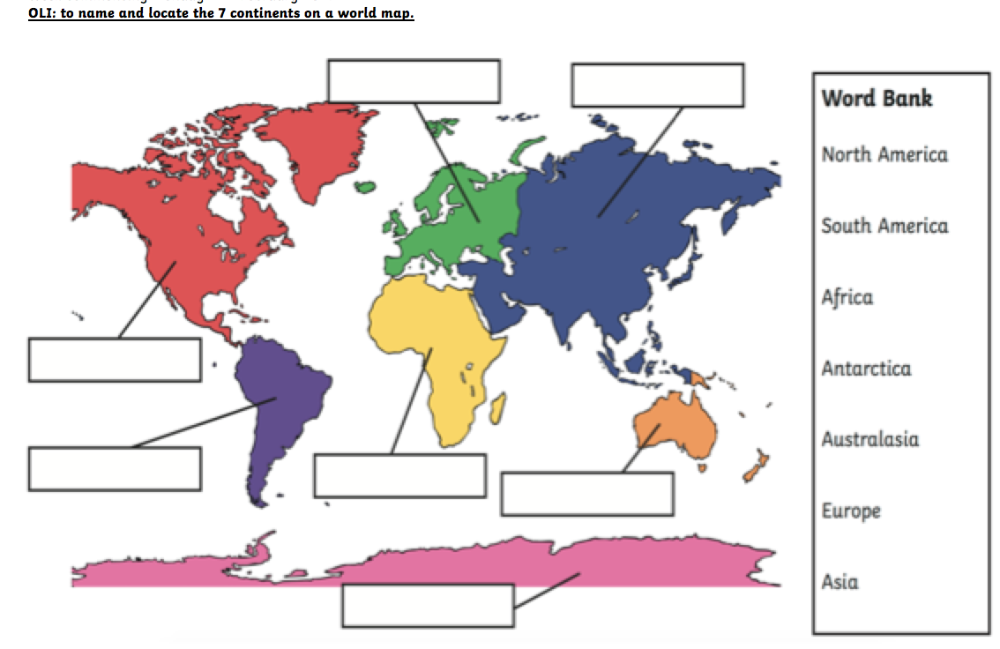 OLI: to name and locate the 7 continents on a world map.
Word Bank
North America
South America
Africa
Antarctica
Australasia
Europe
Asia